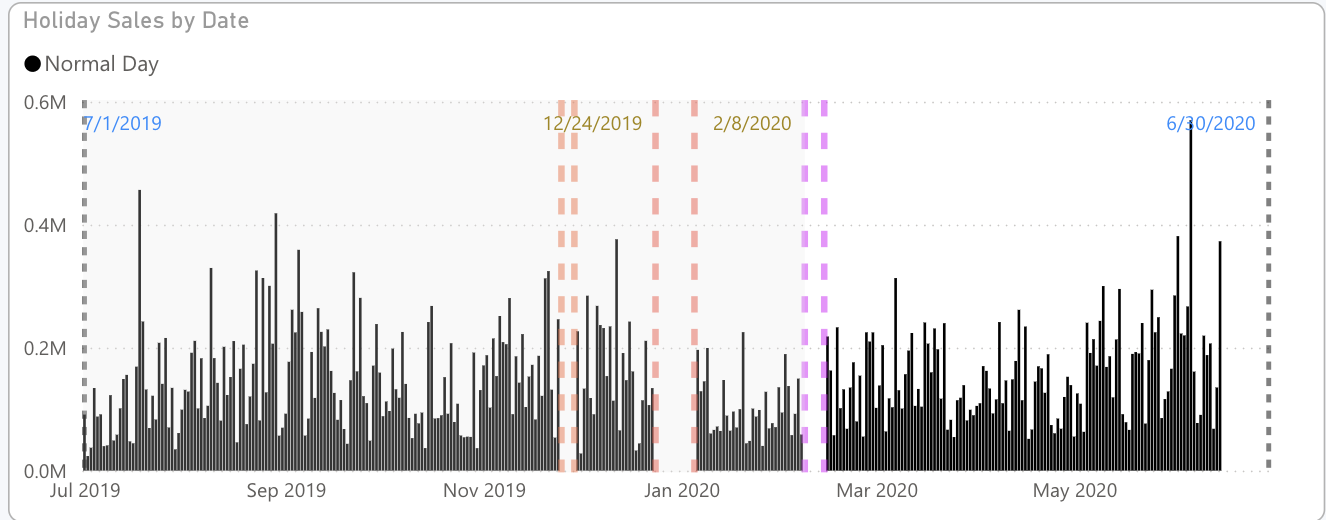 Holiday Sales by Date
Normal Day
0.6M
7/1/2019
12/24/2019
2/8/2020
6/30/2020
0.4M
0.2M
0.0M
Jul 2019
Sep 2019
Nov 2019
Jan 2020
Mar 2020
May 2020